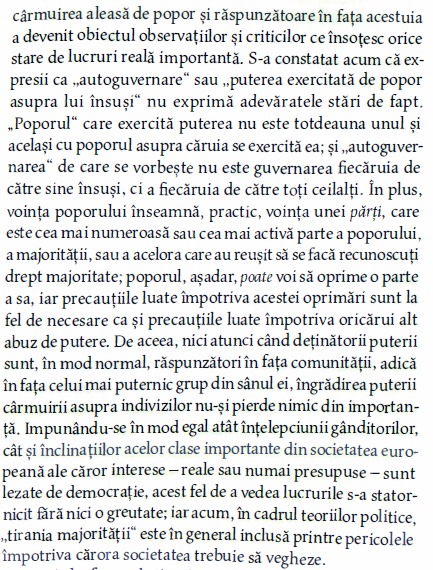 cârmuirea aleasă de popor și răspunzătoare în fața acestuia
a devenit obiectul observațiilor și criticilor ce însoțesc orice
stare de lucruri reală importantă. S-a constatat acum că ex-
presii ca „autoguvernare“ sau „puterea exercitată de popor
asupra lui însuși“ nu exprimă adevăratele stări de fapt.
„Poporul“ care exercită puterea nu este totdeauna unul și
același cu poporul asupra căruia se exercită ea; și „autoguver-
narea“ de care se vorbește nu este guvernarea fiecăruia de
către sine însuși, ci a fiecăruia de către toți ceilalți. În plus,
voința poporului înseamnă, practic, voința unei părți, care
este cea mai numeroasă sau cea mai activă parte a poporului,
a majorității, sau a acelora care au reușit să se facă recunoscuți
drept majoritate; poporul, așadar, poate voi să oprime o parte
a sa, iar precauțiile luate împotriva acestei oprimări sunt la
fel de necesare ca și precauțiile luate împotriva oricărui alt
abuz de putere. De aceea, nici atunci când deținătorii puterii
sunt, în mod normal, răspunzători în fața comunității, adică
în fața celui mai puternic grup din sânul ei, îngrădirea puterii
cârmuirii asupra indivizilor nu-și pierde nimic din importan-
ță. Impunându-se în mod egal atât înțelepciunii gânditorilor,
cât și înclinațiilor acelor clase importante din societatea euro-
peană ale căror interese – reale sau numai presupuse – sunt
lezate de democrație, acest fel de a vedea lucrurile s-a stator-
nicit fără nici o greutate; iar acum, în cadrul teoriilor politice,
„tirania majorității“ este în general inclusă printre pericolele
împotriva cărora societatea trebuie să vegheze.